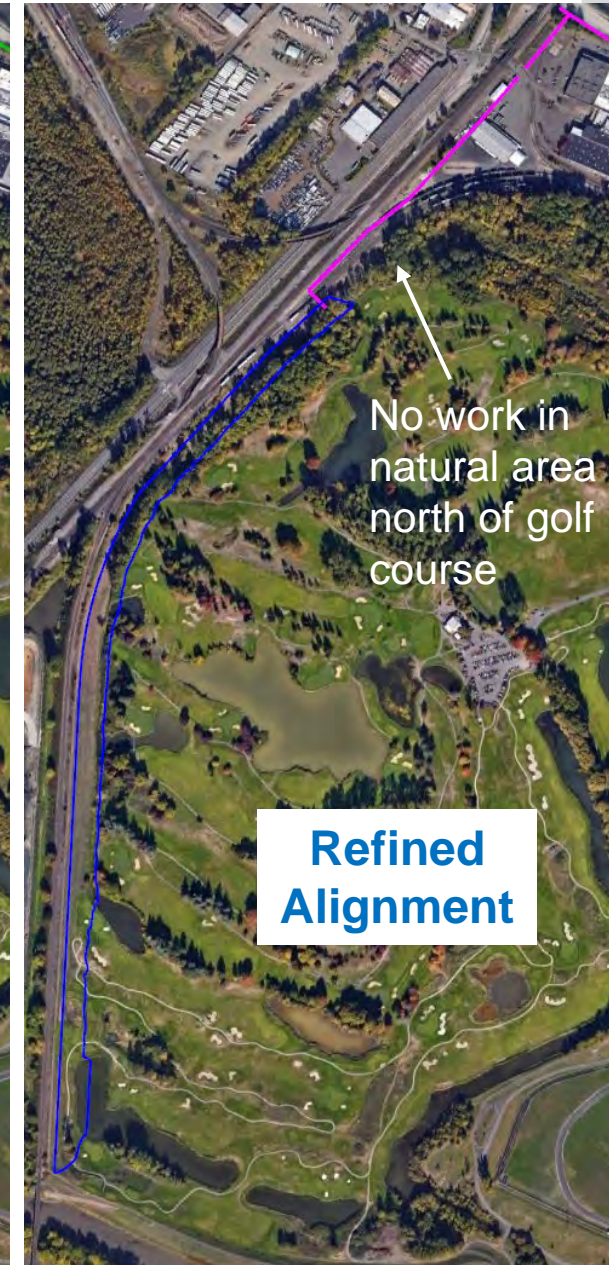 No work in
natural area
north of golf
course
Refined
Alignment